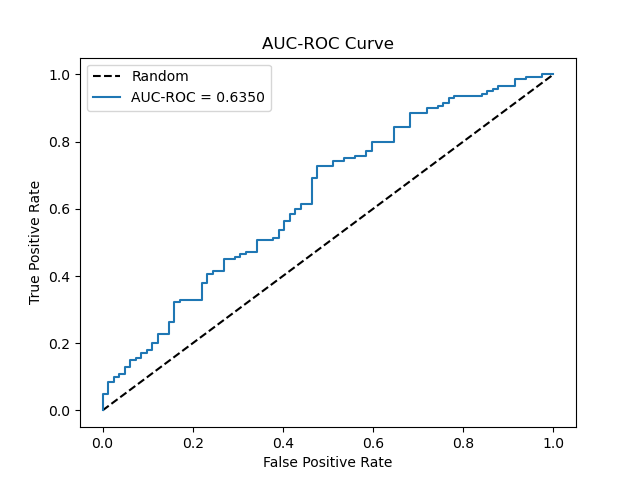 AUC-ROC Curve
Random
AUC-ROC = 0.6350
1.0
0.8
0.6
0.4
0.2
0.0
True Positive Rate
0.0 0.2 0.4 0.6 0.8 1.0
False Positive Rate